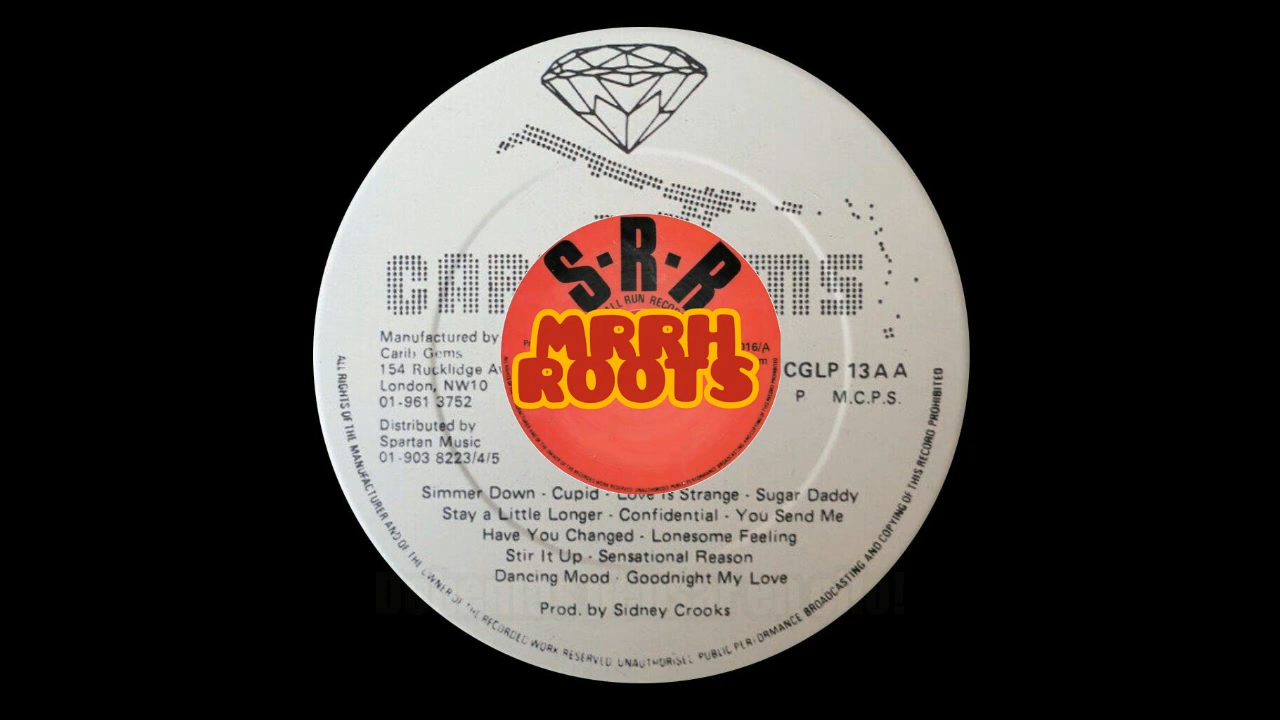 S·R·R
RUN
MRRH
ROOTS
016/A
Manufactured by
Carib Gems
154 Rucklidge
London, NW10
01-961 3752
Distributed by
Spartan Music
01-903 8223/4/5
CGLP 13 A A
P M.C.P.S.
Simmer Down - Cupid - Love Is Strange - Sugar Daddy
Stay a Little Longer - Confidential - You Send Me
Have You Changed - Lonesome Feeling
Stir It Up - Sensational Reason
Dancing Mood - Goodnight My Love
Prod. by Sidney Crooks
ALL RIGHTS OF THE MANUFACTURER AND OF THE OWNER OF THE RECORDED WORK RESERVED UNAUTHORISED PUBLIC PERFORMANCE BROADCASTING AND COPYING OF THIS RECORD PROHIBITED